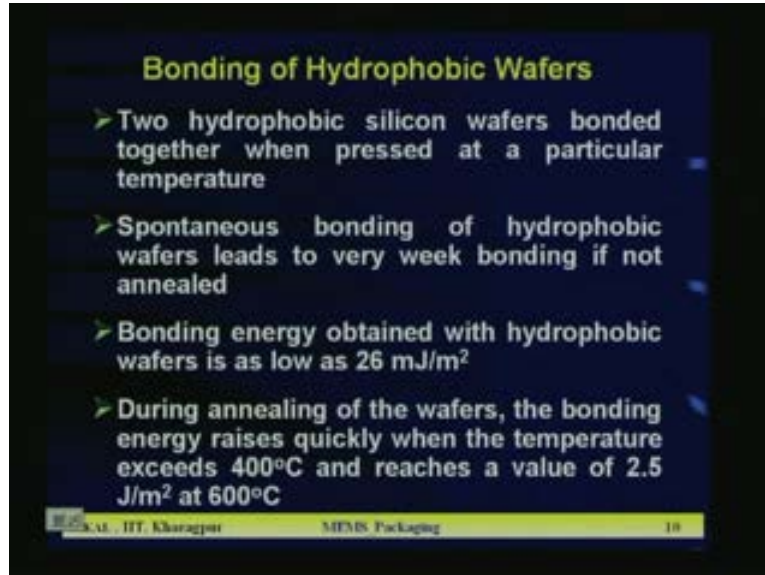 Bonding of Hydrophobic Wafers
➢Two hydrophobic silicon wafers bonded
together when pressed at a particular
temperature
➢Spontaneous bonding of hydrophobic
wafers leads to very week bonding if not
annealed
➢Bonding energy obtained with hydrophobic
wafers is as low as 26 mJ/m²
➢During annealing of the wafers, the bonding
energy raises quickly when the temperature
exceeds 400°C and reaches a value of 2.5
J/m² at 600°C
IIT, Kharagpur MEMS Packaging